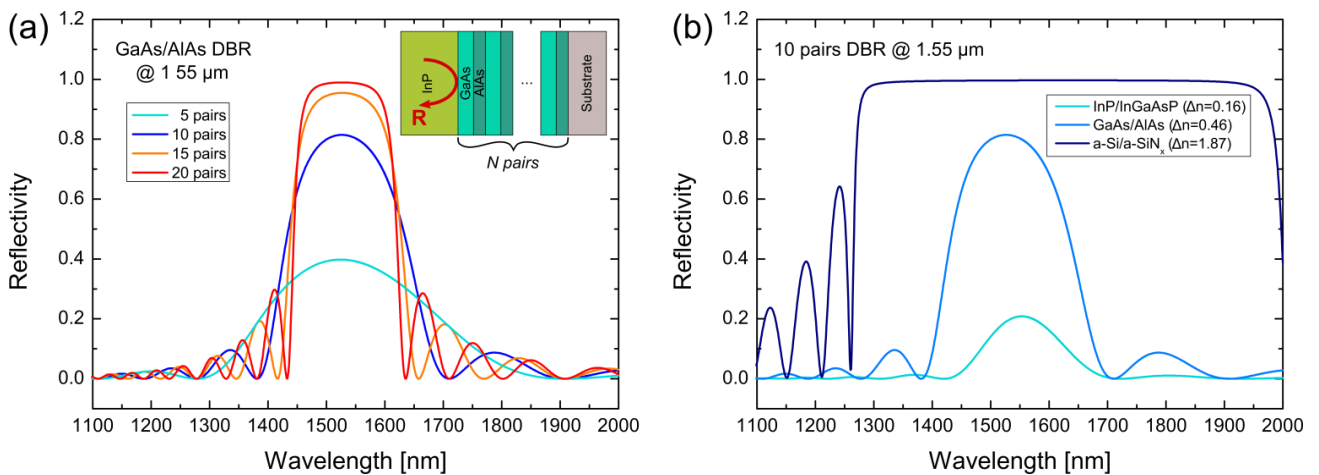 (a)
GaAs/AlAs DBR
@ 1 55 µm
5 pairs
10 pairs
15 pairs
20 pairs
InP
R
GaAs
AlAs
...
Substrate
N pairs
Reflectivity
1.2
1.0
0.8
0.6
0.4
0.2
0.0
1100 1200 1300 1400 1500 1600 1700 1800 1900 2000
Wavelength [nm]
(b)
10 pairs DBR @ 1.55 µm
InP/InGaAsP (Δn=0.16)
GaAs/AlAs (Δn=0.46)
a-Si/a-SiNx (Δn=1.87)
Reflectivity
1.2
1.0
0.8
0.6
0.4
0.2
0.0
1100 1200 1300 1400 1500 1600 1700 1800 1900 2000
Wavelength [nm]